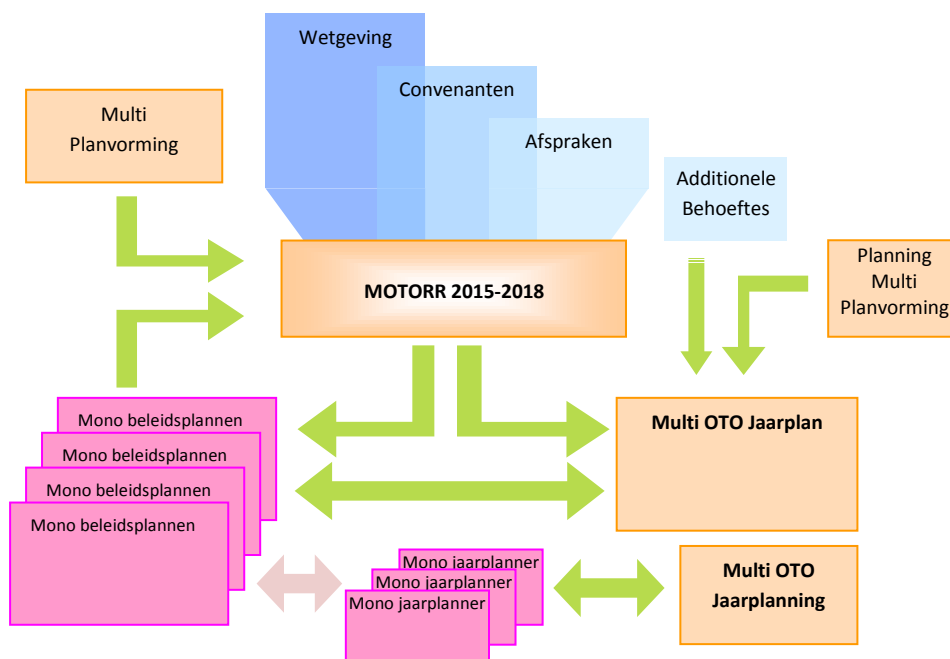 Wetgeving
Convenanten
Multi
Planvorming
Afspraken
Additionele
Behoeftes
Planning
Multi
Planvorming
MOTORR 2015-2018
Mono beleidsplannen
Mono beleidsplannen
Mono beleidsplannen
Mono beleidsplannen
Multi OTO Jaarplan
Mono jaarplanner
Mono jaarplanner
Mono jaarplanner
Multi OTO
Jaarplanning